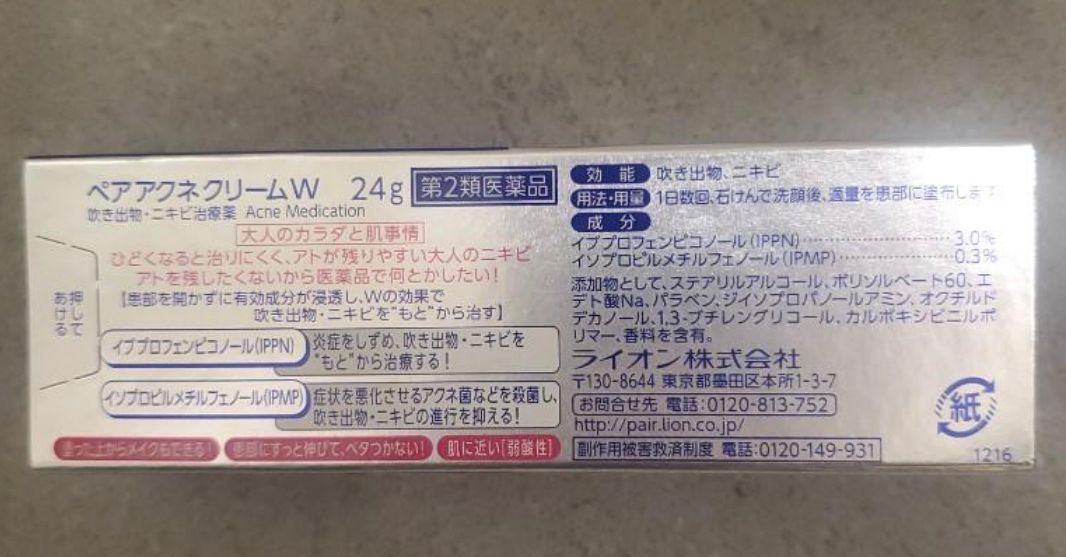 ペアアクネクリームW 24g 第2類医薬品
吹き出物・ニキビ治療薬 Acne Medication
大人のカラダと肌事情
ひどくなると治りにくく、アトが残りやすい大人のニキビ
アトを残したくないから医薬品で何とかしたい!
【患部を開かずに有効成分が浸透し、Wの効果で
吹き出物・ニキビを“もと”から治す】
押して
あける
イブプロフェンピコノール(IPPN)
炎症をしずめ、吹き出物・ニキビを
“もと”から治療する!
イソプロピルメチルフェノール(IPMP)
症状を悪化させるアクネ菌などを殺菌し、
吹き出物・ニキビの進行を抑える!
塗った上からメイクもできる! 患部にすっと伸びて、ベタつかない! 肌に近い[弱酸性]
効能 吹き出物、ニキビ
用法・用量 1日数回、石けんで洗顔後、適量を患部に塗布します
成分
イブプロフェンピコノール(IPPN)‥‥‥‥‥‥3.0%
イソプロピルメチルフェノール(IPMP)‥‥‥‥‥0.3%
添加物として、ステアリルアルコール、ポリソルベート60、エ
デト酸Na、パラベン、ジイソプロパノールアミン、オクチルド
デカノール、1,3-ブチレングリコール、カルボキシビニルポ
リマー、香料を含有。
ライオン株式会社
〒130-8644 東京都墨田区本所1-3-7
お問合せ先 電話:0120-813-752
http://pair.lion.co.jp/
副作用被害救済制度 電話:0120-149-931
紙
1216